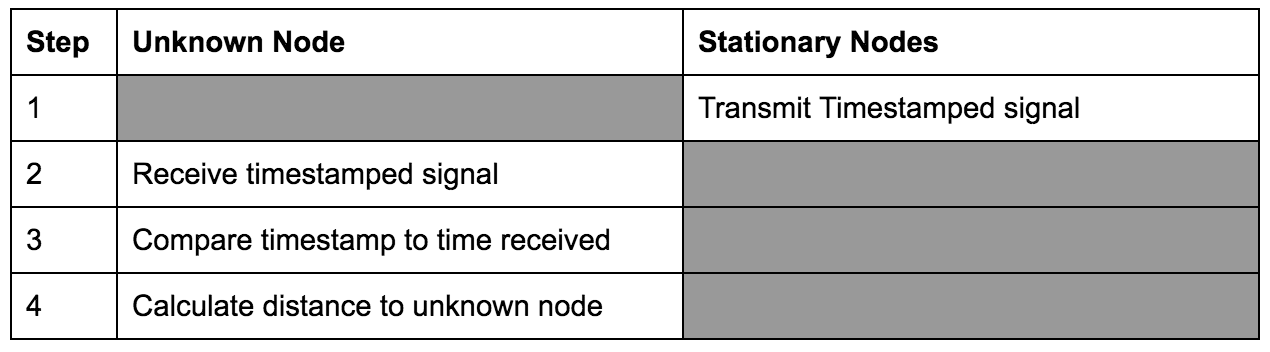 Step Unknown Node Stationary Nodes
1 Transmit Timestamped signal
2 Receive timestamped signal
3 Compare timestamp to time received
4 Calculate distance to unknown node